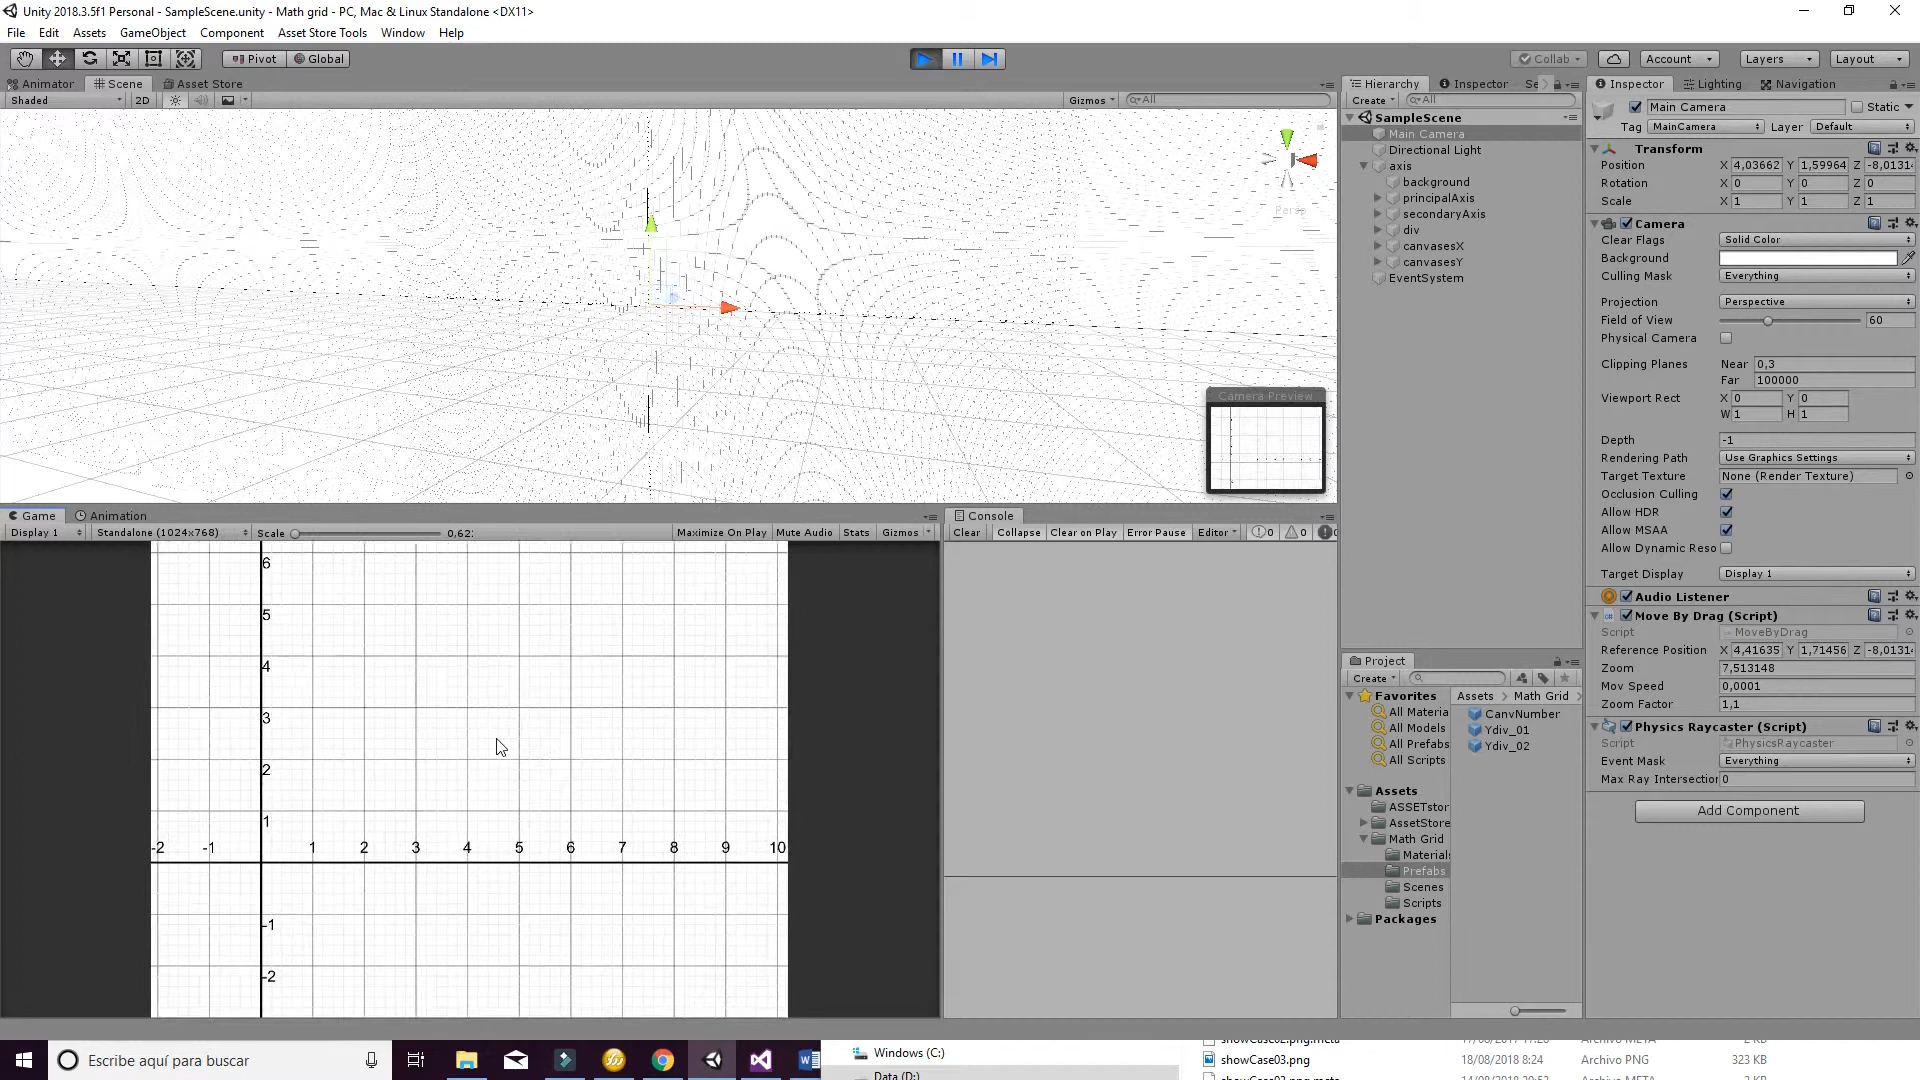 Unity 2018.3.5f1 Personal - SampleScene.unity - Math grid - PC, Mac & Linux Standalone <DX11>
File Edit Assets GameObject Component Asset Store Tools Window Help
Pivot Global Collab Account Layers Layout
Animator Scene Asset Store
Shaded 2D Gizmos All
Persp
Camera Preview
Game Animation
Display 1 Standalone (1024x768) Scale 0,62 Maximize On Play Mute Audio Stats Gizmos
6
5
4
3
2
1
-2 -1 1 2 3 4 5 6 7 8 9 10
-1
-2
Console
Clear Collapse Clear on Play Error Pause Editor 0 0 0
Hierarchy Inspector Se
Create All
SampleScene
Main Camera
Directional Light
axis
background
principalAxis
secondaryAxis
div
canvasesX
canvasesY
EventSystem
Project
Create
Favorites
All Materia
All Models
All Prefabs
All Scripts
Assets
ASSETstor
AssetStore
Math Grid
Material
Prefabs
Scenes
Scripts
Packages
Assets Math Grid
CanvNumber
Ydiv_01
Ydiv_02
Inspector Lighting Navigation
Main Camera Static
Tag MainCamera Layer Default
Transform
Position X 4,03662 Y 1,59964 Z -8,0131
Rotation X 0 Y 0 Z 0
Scale X 1 Y 1 Z 1
Camera
Clear Flags Solid Color
Background
Culling Mask Everything
Projection Perspective
Field of View 60
Physical Camera
Clipping Planes Near 0,3
Far 100000
Viewport Rect X 0 Y 0
W 1 H 1
Depth -1
Rendering Path Use Graphics Settings
Target Texture None (Render Texture)
Occlusion Culling
Allow HDR
Allow MSAA
Allow Dynamic Reso
Target Display Display 1
Audio Listener
Move By Drag (Script)
Script MoveByDrag
Reference Position X 4,41635 Y 1,71456 Z -8,0131
Zoom 7,513148
Mov Speed 0,0001
Zoom Factor 1,1
Physics Raycaster (Script)
Script PhysicsRaycaster
Event Mask Everything
Max Ray Intersection 0
Add Component
Escribe aquí para buscar
Windows (C:)
Data (D:)
showCase03.png 18/08/2018 8:24 Archivo PNG 323 KB